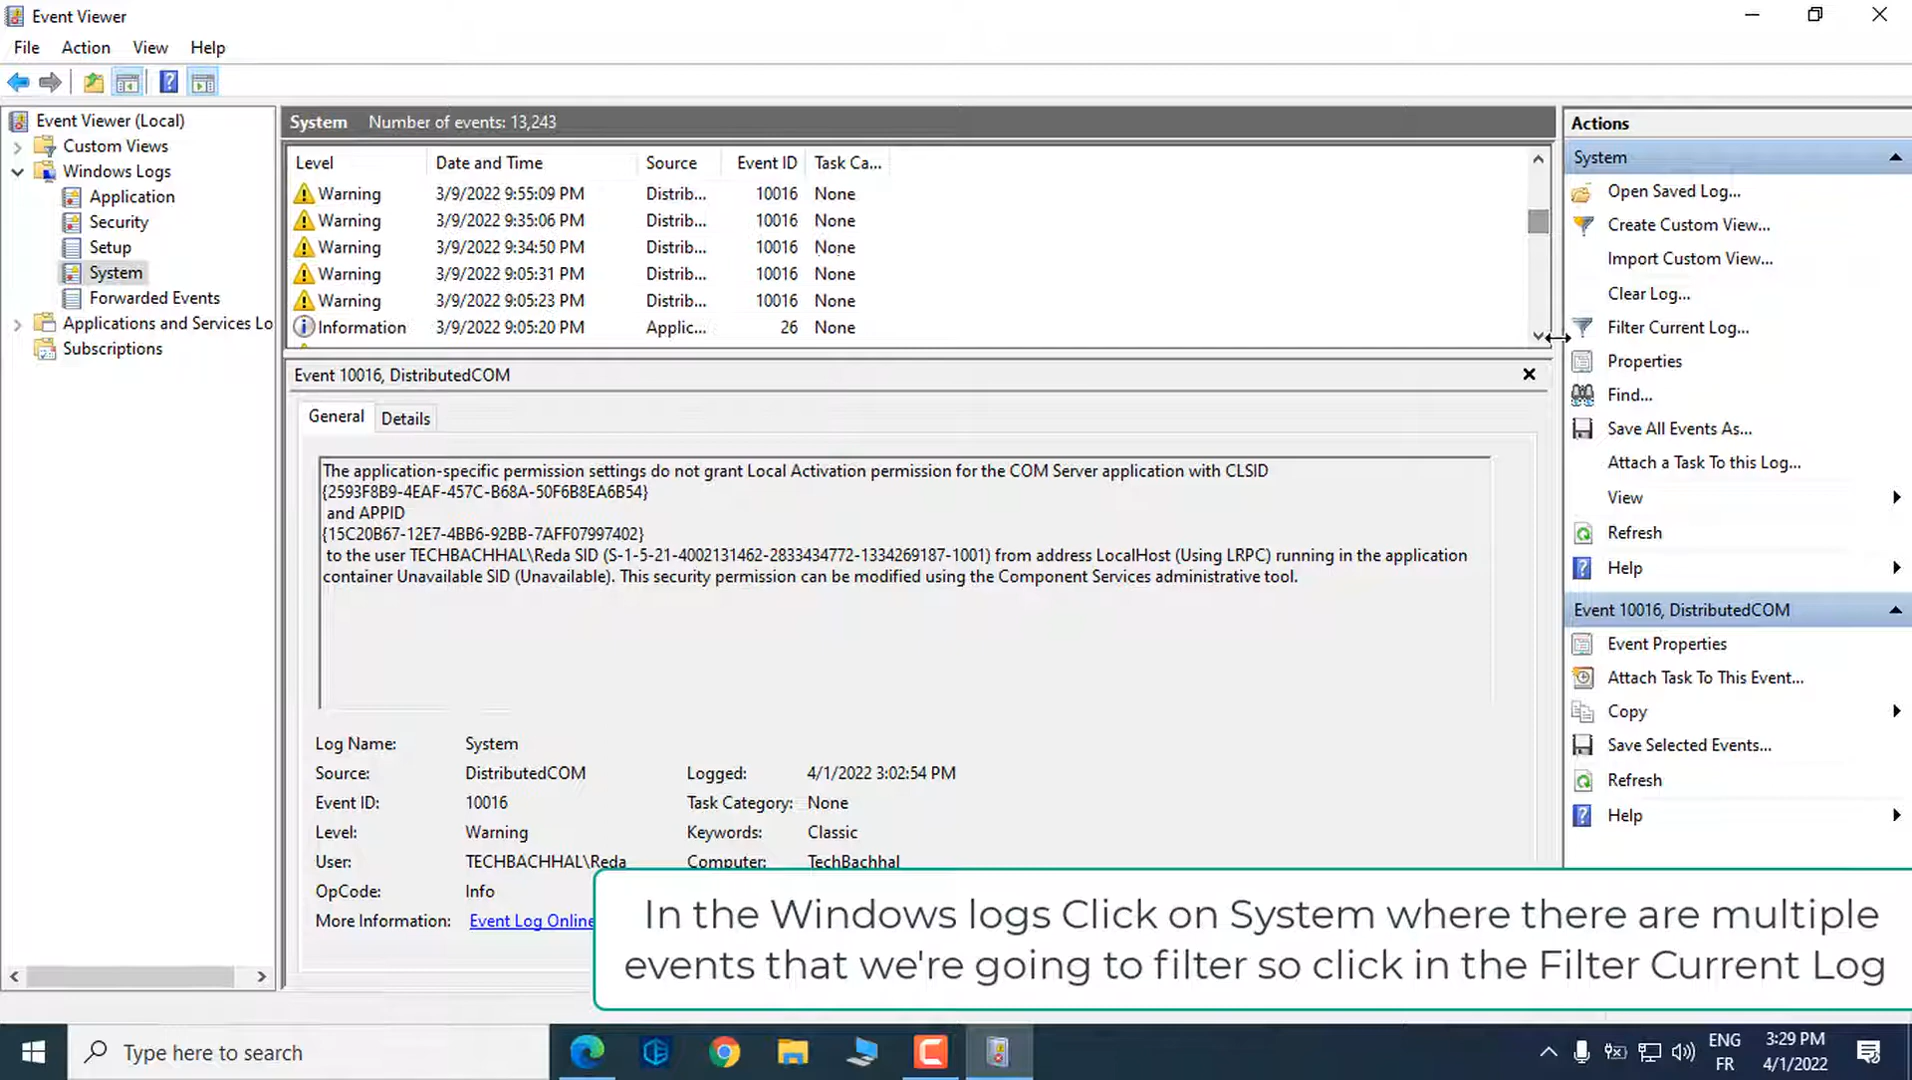 Event Viewer
File Action View Help
Event Viewer (Local)
Custom Views
Windows Logs
Application
Security
Setup
System
Forwarded Events
Applications and Services Lo
Subscriptions
System Number of events: 13,243
Level Date and Time Source Event ID Task Ca...
Warning 3/9/2022 9:55:09 PM Distrib... 10016 None
Warning 3/9/2022 9:35:06 PM Distrib... 10016 None
Warning 3/9/2022 9:34:50 PM Distrib... 10016 None
Warning 3/9/2022 9:05:31 PM Distrib... 10016 None
Warning 3/9/2022 9:05:23 PM Distrib... 10016 None
Information 3/9/2022 9:05:20 PM Applic... 26 None
Event 10016, DistributedCOM
General Details
The application-specific permission settings do not grant Local Activation permission for the COM Server application with CLSID
{2593F8B9-4EAF-457C-B68A-50F6B8EA6B54}
and APPID
{15C20B67-12E7-4BB6-92BB-7AFF07997402}
to the user TECHBACHHAL\Reda SID (S-1-5-21-4002131462-2833434772-1334269187-1001) from address LocalHost (Using LRPC) running in the application
container Unavailable SID (Unavailable). This security permission can be modified using the Component Services administrative tool.
Log Name: System
Source: DistributedCOM Logged: 4/1/2022 3:02:54 PM
Event ID: 10016 Task Category: None
Level: Warning Keywords: Classic
User: TECHBACHHAL\Reda Computer: TechBachhal
OpCode: Info
More Information: Event Log Online
Actions
System
Open Saved Log...
Create Custom View...
Import Custom View...
Clear Log...
Filter Current Log...
Properties
Find...
Save All Events As...
Attach a Task To this Log...
View
Refresh
Help
Event 10016, DistributedCOM
Event Properties
Attach Task To This Event...
Copy
Save Selected Events...
Refresh
Help
In the Windows logs Click on System where there are multiple
events that we're going to filter so click in the Filter Current Log
Type here to search
ENG
FR
3:29 PM
4/1/2022